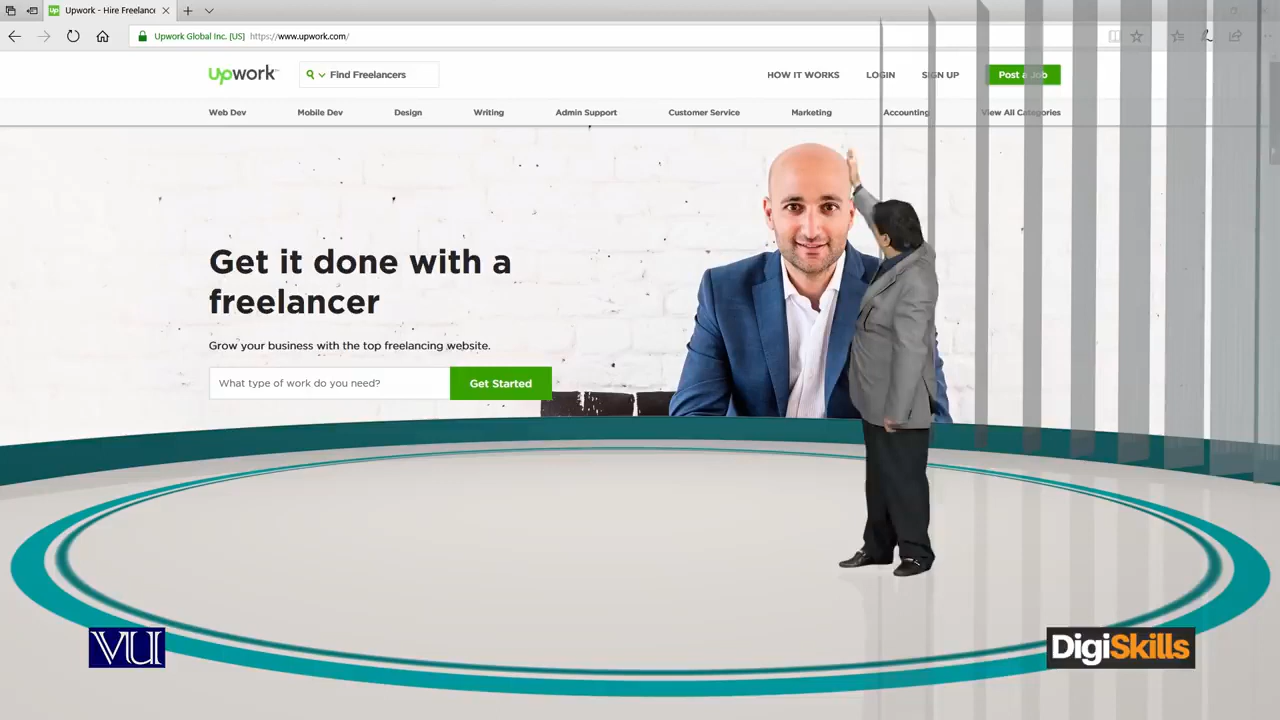 Upwork - Hire Freelance
Upwork Global Inc. [US] https://www.upwork.com/
upwork
Find Freelancers
HOW IT WORKS
LOGIN
SIGN UP
Post a Job
Web Dev
Mobile Dev
Design
Writing
Admin Support
Customer Service
Marketing
Accounting
View All Categories
Get it done with a
freelancer
Grow your business with the top freelancing website.
What type of work do you need?
Get Started
VU
DigiSkills